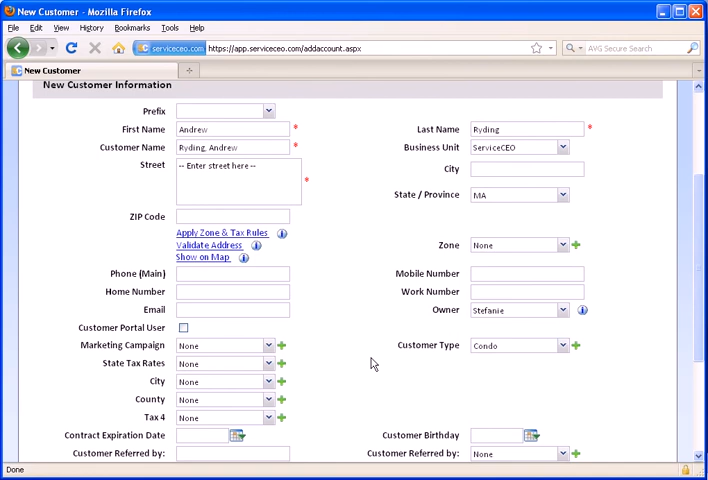 New Customer - Mozilla Firefox
File Edit View History Bookmarks Tools Help
serviceceo.com https://app.serviceceo.com/addaccount.aspx AVG Secure Search
New Customer
New Customer Information
Prefix
First Name Andrew * Last Name Ryding *
Customer Name Ryding, Andrew * Business Unit ServiceCEO
Street -- Enter street here -- * City
State / Province MA
ZIP Code
Apply Zone & Tax Rules
Validate Address Zone None
Show on Map
Phone (Main) Mobile Number
Home Number Work Number
Email Owner Stefanie
Customer Portal User
Marketing Campaign None Customer Type Condo
State Tax Rates None
City None
County None
Tax 4 None
Contract Expiration Date Customer Birthday
Customer Referred by: Customer Referred by: None
Done